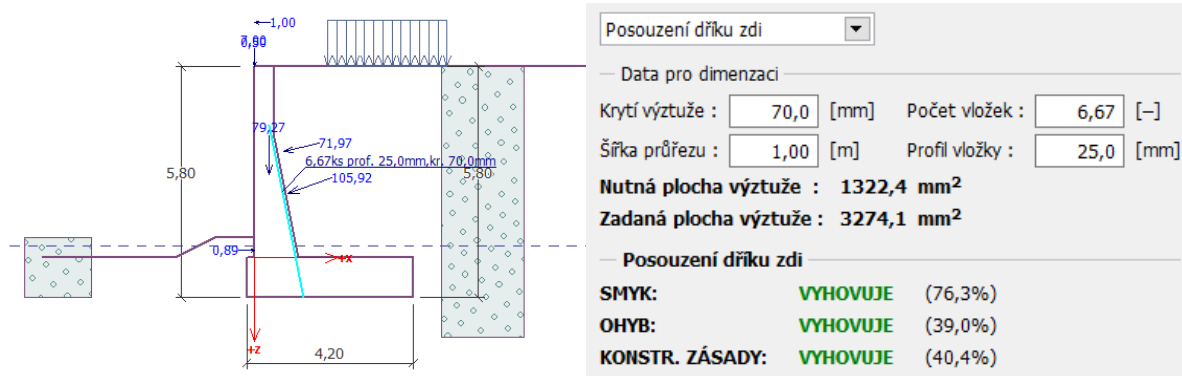 1,00
0,50
79,27
71,97
6,67ks prof. 25,0mm,kr. 70,0mm
105,92
5,80
5,80
0,89
+x
+z
4,20
Posouzení dříku zdi
Data pro dimenzaci
Krytí výztuže : 70,0 [mm] Počet vložek : 6,67 [–]
Šířka průřezu : 1,00 [m] Profil vložky : 25,0 [mm]
Nutná plocha výztuže : 1322,4 mm²
Zadaná plocha výztuže : 3274,1 mm²
Posouzení dříku zdi
SMYK: VYHOVUJE (76,3%)
OHYB: VYHOVUJE (39,0%)
KONSTR. ZÁSADY: VYHOVUJE (40,4%)